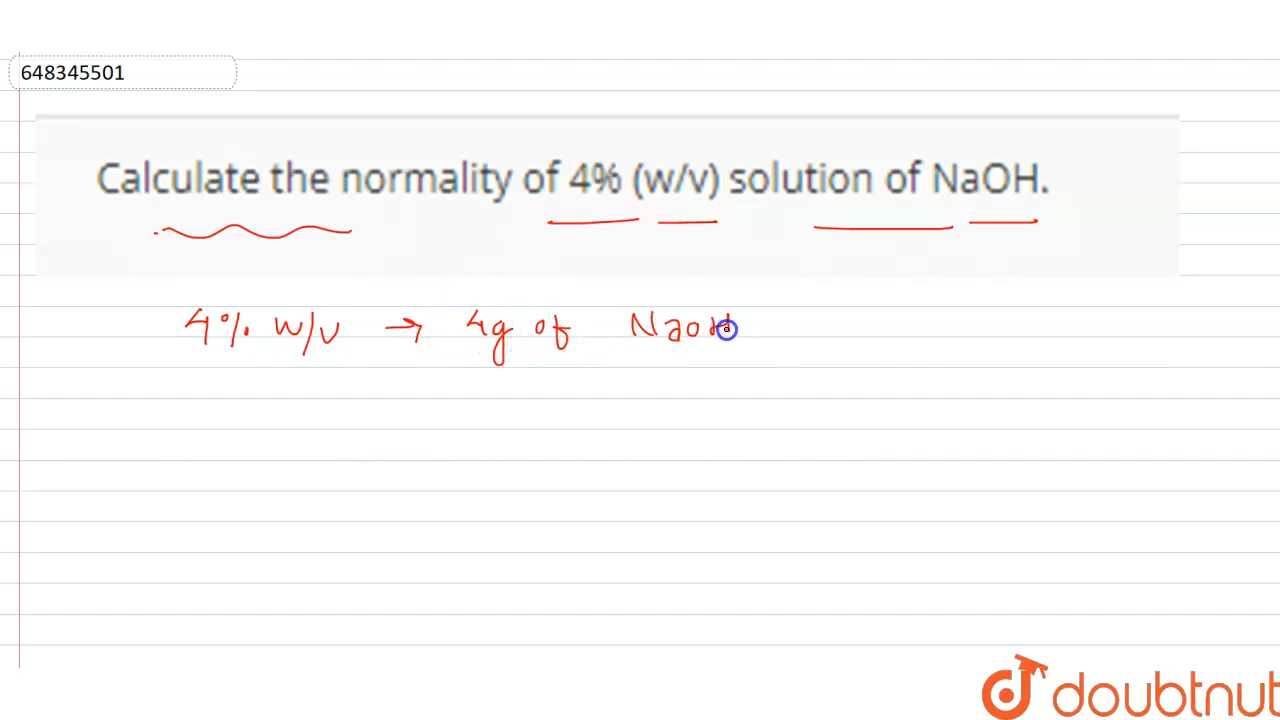 648345501
Calculate the normality of 4% (w/v) solution of NaOH.
4% w/v → 4g of NaOH
doubtnut